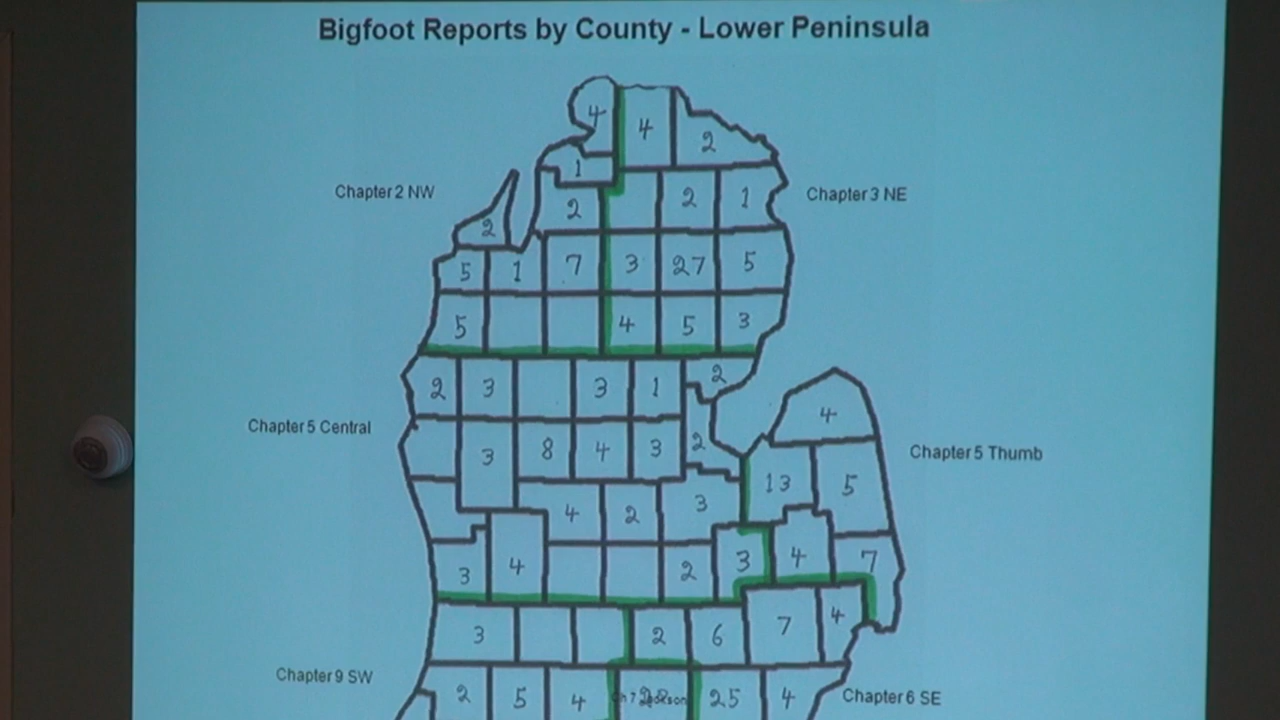 Bigfoot Reports by County - Lower Peninsula
4 4 2
1
Chapter 2 NW 2 2 1 Chapter 3 NE
2
5 1 7 3 27 5
5 4 5 3
2 3 3 1 2
4
Chapter 5 Central 3 8 4 3 2 Chapter 5 Thumb
13 5
4 2 3
3 4 2 3 4 7
3 2 6 7 4
Chapter 9 SW 2 5 4 Ch 7 Jackson 25 4 Chapter 6 SE